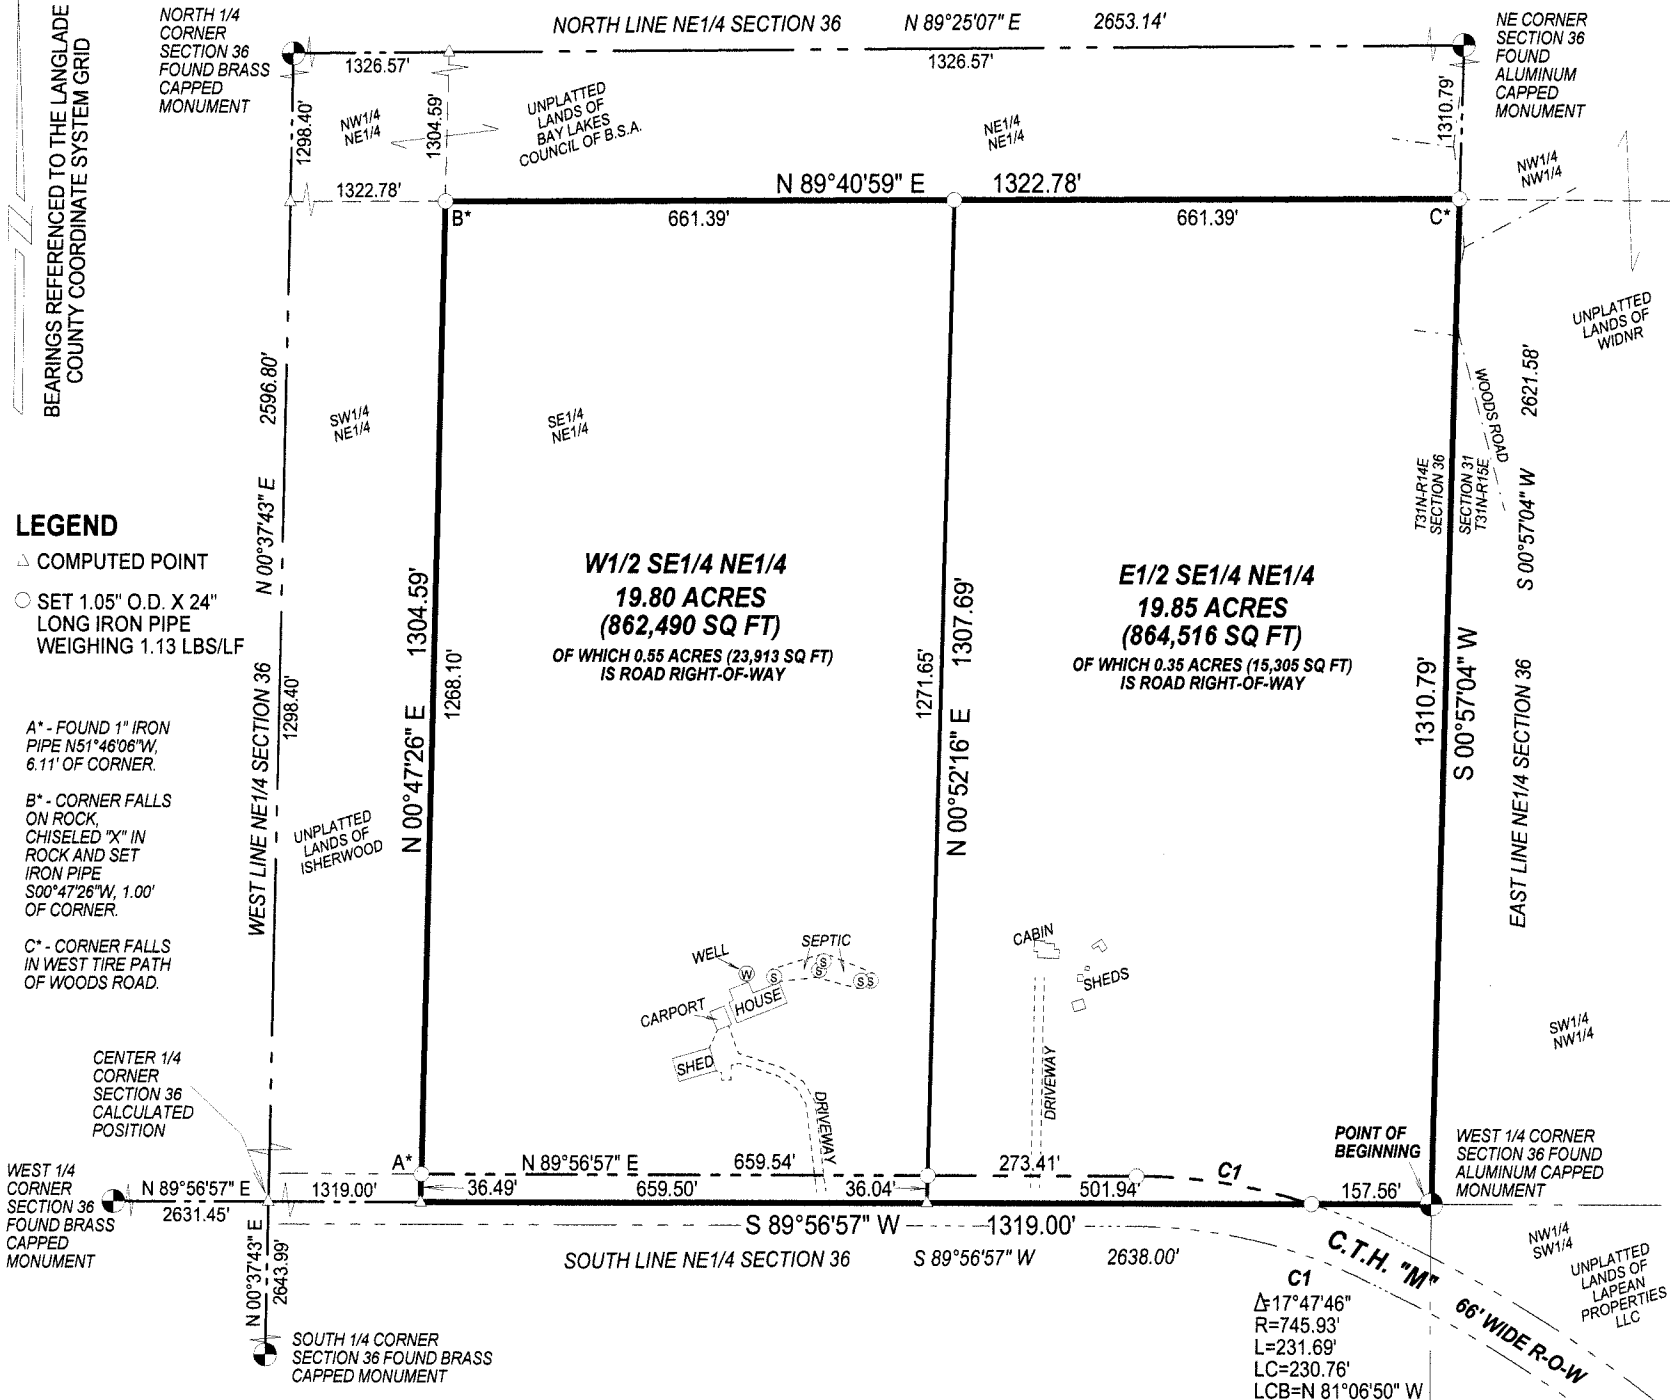 NORTH 1/4
CORNER
SECTION 36
FOUND BRASS
CAPPED
MONUMENT
NORTH LINE NE1/4 SECTION 36 N 89°25'07" E 2653.14'
1326.57'
1326.57'
NE CORNER
SECTION 36
FOUND
ALUMINUM
CAPPED
MONUMENT
BEARINGS REFERENCED TO THE LANGLADE
COUNTY COORDINATE SYSTEM GRID
1298.40'
NW1/4
NE1/4
1304.59'
UNPLATTED
LANDS OF
BAY LAKES
COUNCIL OF B.S.A.
NE1/4
NE1/4
1310.79'
NW1/4
NW1/4
1322.78'
N 89°40'59" E 1322.78'
B*
661.39'
661.39'
C*
UNPLATTED
LANDS OF
WIDNR
WEST LINE NE1/4 SECTION 36 N 00°37'43" E 2596.80'
1298.40'
SW1/4
NE1/4
SE1/4
NE1/4
WOODS ROAD
T31N-R14E
SECTION 36
SECTION 31
T31N-R15E
EAST LINE NE1/4 SECTION 36 S 00°57'04" W 2621.58'
LEGEND
COMPUTED POINT
SET 1.05" O.D. X 24"
LONG IRON PIPE
WEIGHING 1.13 LBS/LF
A* - FOUND 1" IRON
PIPE N51°46'06"W,
6.11' OF CORNER.
B* - CORNER FALLS
ON ROCK,
CHISELED "X" IN
ROCK AND SET
IRON PIPE
S00°47'26"W, 1.00'
OF CORNER.
C* - CORNER FALLS
IN WEST TIRE PATH
OF WOODS ROAD.
N 00°47'26" E 1304.59'
1268.10'
W1/2 SE1/4 NE1/4
19.80 ACRES
(862,490 SQ FT)
OF WHICH 0.55 ACRES (23,913 SQ FT)
IS ROAD RIGHT-OF-WAY
1271.65'
N 00°52'16" E 1307.69'
E1/2 SE1/4 NE1/4
19.85 ACRES
(864,516 SQ FT)
OF WHICH 0.35 ACRES (15,305 SQ FT)
IS ROAD RIGHT-OF-WAY
1310.79'
S 00°57'04" W
UNPLATTED
LANDS OF
ISHERWOOD
WELL
W
SEPTIC
S
S
S
S
S
CARPORT
HOUSE
SHED
DRIVEWAY
CABIN
SHEDS
DRIVEWAY
SW1/4
NW1/4
CENTER 1/4
CORNER
SECTION 36
CALCULATED
POSITION
WEST 1/4
CORNER
SECTION 36
FOUND BRASS
CAPPED
MONUMENT
N 89°56'57" E
2631.45'
1319.00'
A*
N 89°56'57" E 659.54'
36.49'
659.50'
36.04'
273.41'
C1
501.94'
157.56'
POINT OF
BEGINNING
WEST 1/4 CORNER
SECTION 36 FOUND
ALUMINUM CAPPED
MONUMENT
S 89°56'57" W 1319.00'
SOUTH LINE NE1/4 SECTION 36 S 89°56'57" W 2638.00'
N 00°37'43" E
2643.99'
SOUTH 1/4 CORNER
SECTION 36 FOUND BRASS
CAPPED MONUMENT
C.T.H. "M" 66' WIDE R-O-W
C1
Δ=17°47'46"
R=745.93'
L=231.69'
LC=230.76'
LCB=N 81°06'50" W
NW1/4
SW1/4
UNPLATTED
LANDS OF
LAPEAN
PROPERTIES
LLC